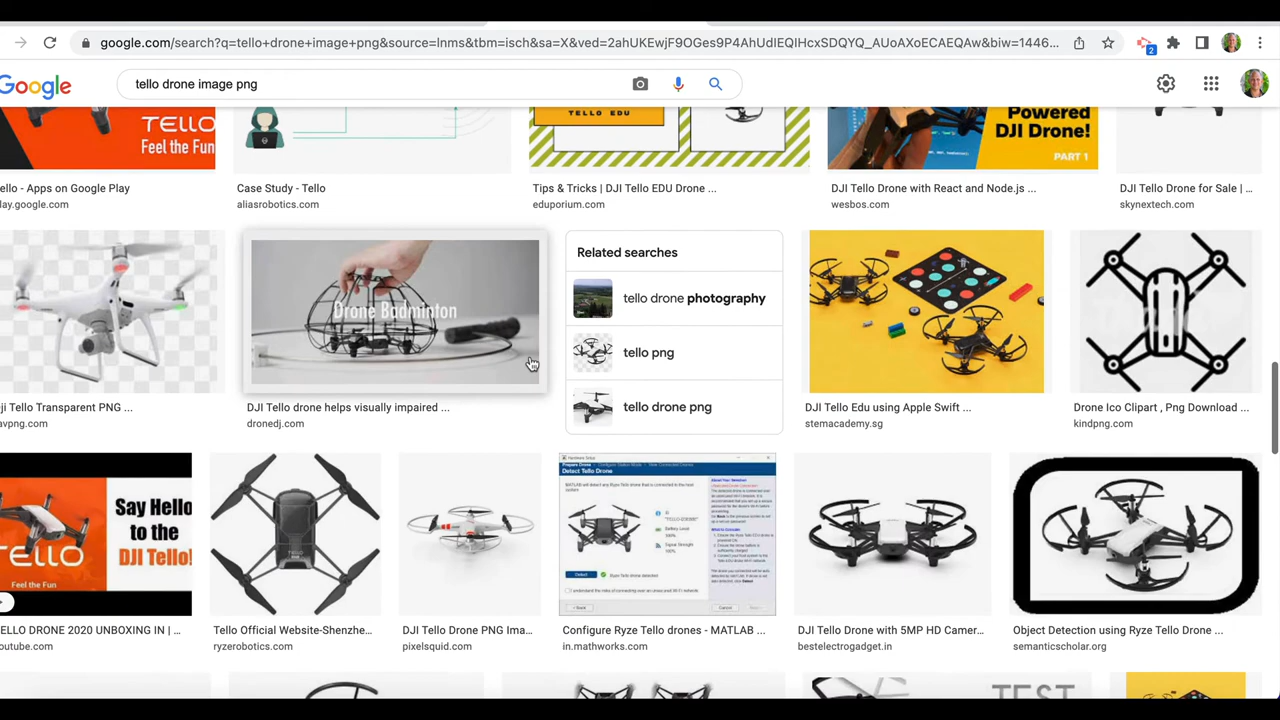 google.com/search?q=tello+drone+image+png&source=lnms&tbm=isch&sa=X&ved=2ahUKEwjF9OGes9P4AhUdIEQIHcxSDQYQ_AUoAXoECAEQAw&biw=1446...
2
Google
tello drone image png
TELLO
Feel the Fun
TELLO EDU
Powered
DJI Drone!
PART 1
ello - Apps on Google Play
lay.google.com
Case Study - Tello
aliasrobotics.com
Tips & Tricks | DJI Tello EDU Drone ...
eduporium.com
DJI Tello Drone with React and Node.js ...
wesbos.com
DJI Tello Drone for Sale | ...
skynextech.com
Drone Badminton
Related searches
tello drone photography
tello png
tello drone png
ji Tello Transparent PNG ...
avpng.com
DJI Tello drone helps visually impaired ...
dronedj.com
DJI Tello Edu using Apple Swift ...
stemacademy.sg
Drone Ico Clipart , Png Download ...
kindpng.com
Say Hello
to the
DJI Tello!
TELLO
Feel the Fun
Detect Tello Drone
Detect
ELLO DRONE 2020 UNBOXING IN | ...
outube.com
Tello Official Website-Shenzhe...
ryzerobotics.com
DJI Tello Drone PNG Ima...
pixelsquid.com
Configure Ryze Tello drones - MATLAB ...
in.mathworks.com
DJI Tello Drone with 5MP HD Camer...
bestelectrogadget.in
Object Detection using Ryze Tello Drone ...
semanticscholar.org
TEST